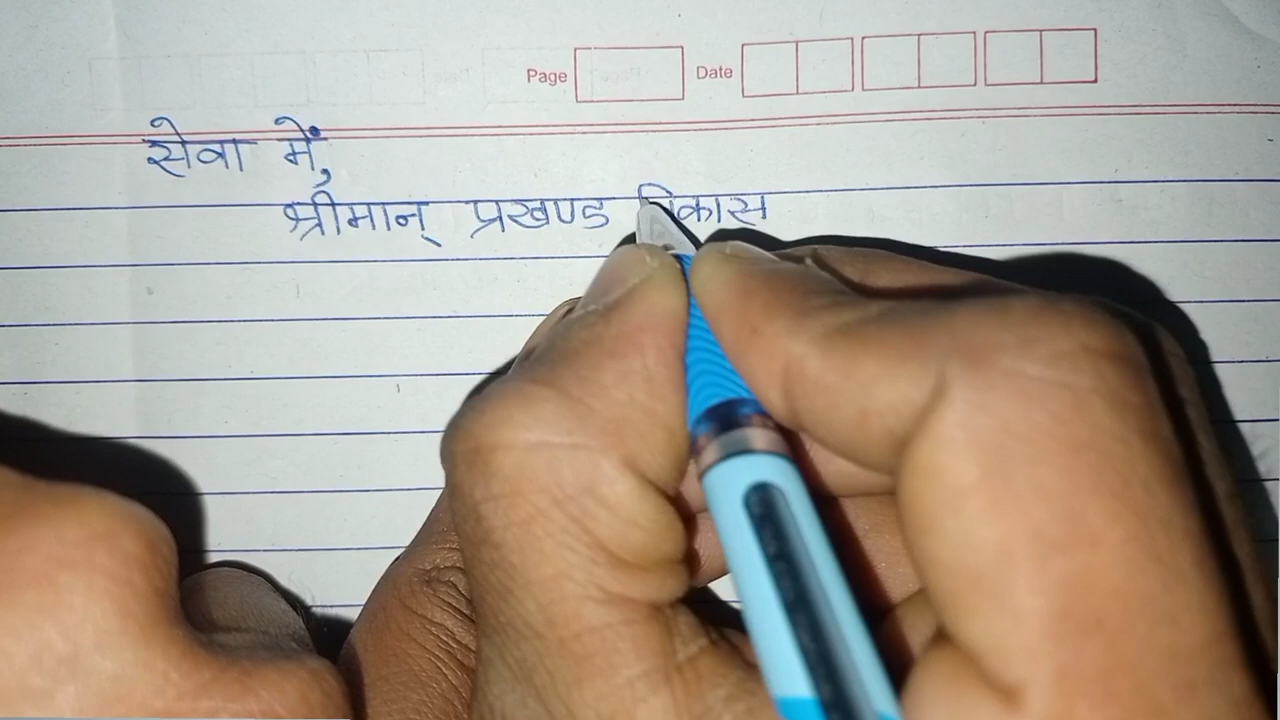 Page Date
सेवा में,
श्रीमान् प्रखण्ड विकास